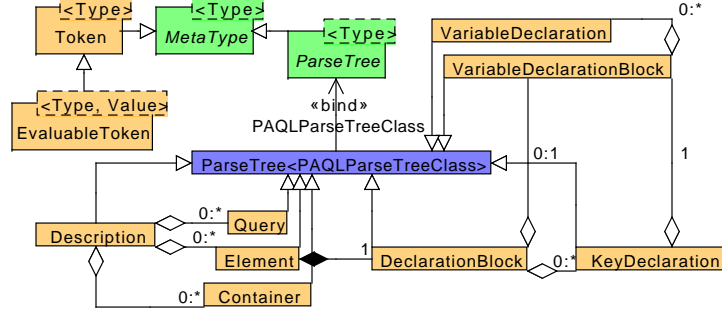 <Type>
Token
<Type>
MetaType
<Type>
ParseTree
VariableDeclaration
0:*
VariableDeclarationBlock
<Type, Value>
EvaluableToken
«bind»
PAQLParseTreeClass
ParseTree<PAQLParseTreeClass>
0:1
1
0:*
Query
Description
0:*
Element
1
DeclarationBlock
0:*
KeyDeclaration
0:*
Container